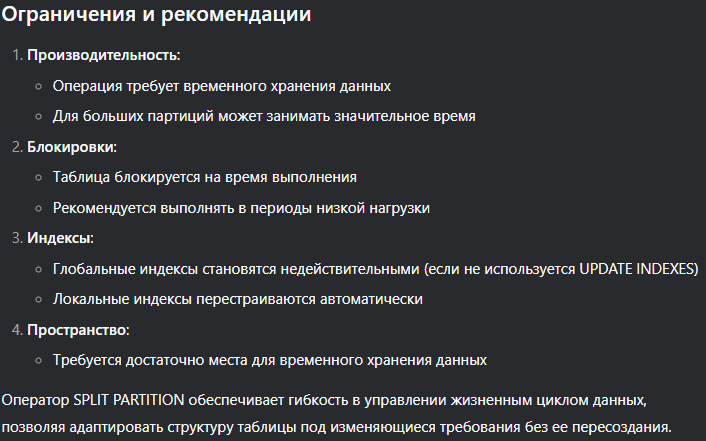 Ограничения и рекомендации
1. Производительность:
◦ Операция требует временного хранения данных
◦ Для больших партиций может занимать значительное время
2. Блокировки:
◦ Таблица блокируется на время выполнения
◦ Рекомендуется выполнять в периоды низкой нагрузки
3. Индексы:
◦ Глобальные индексы становятся недействительными (если не используется UPDATE INDEXES)
◦ Локальные индексы перестраиваются автоматически
4. Пространство:
◦ Требуется достаточно места для временного хранения данных
Оператор SPLIT PARTITION обеспечивает гибкость в управлении жизненным циклом данных,
позволяя адаптировать структуру таблицы под изменяющиеся требования без ее пересоздания.